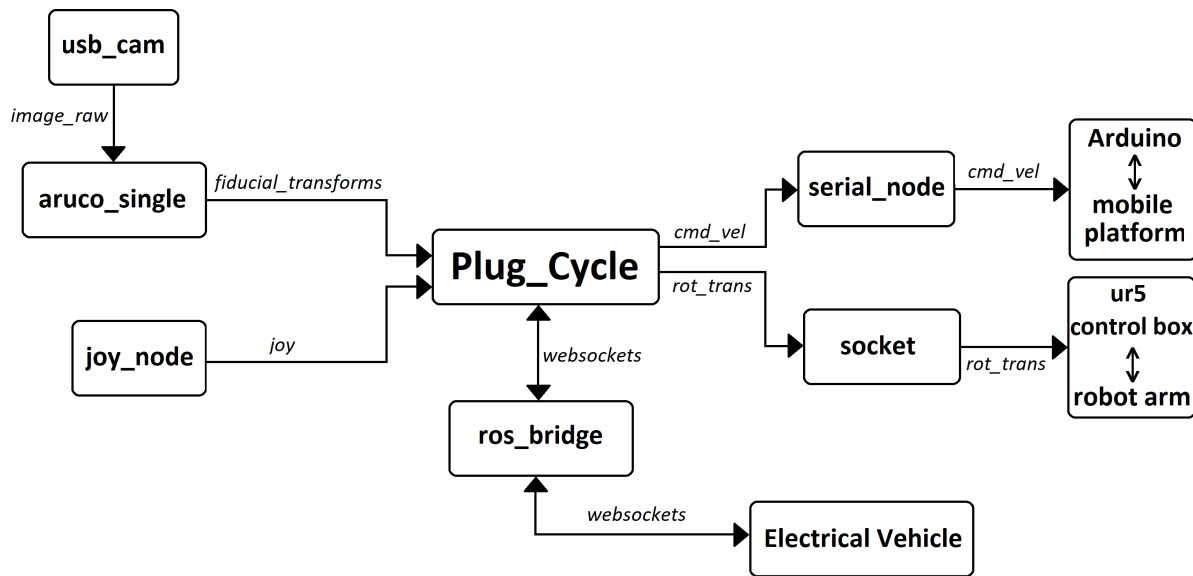 usb_cam
image_raw
aruco_single
fiducial_transforms
joy_node
joy
Plug_Cycle
cmd_vel
rot_trans
serial_node
cmd_vel
Arduino
mobile
platform
socket
rot_trans
ur5
control box
robot arm
websockets
ros_bridge
websockets
Electrical Vehicle